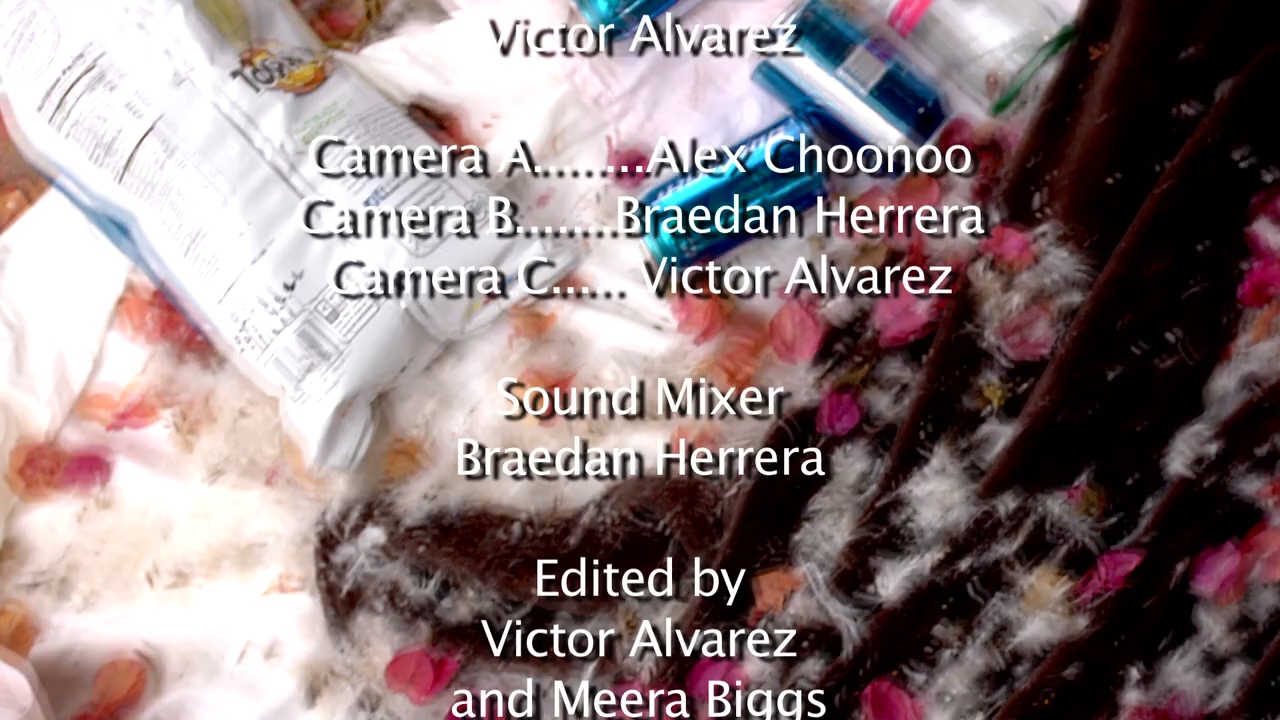 Victor Alvarez
Camera A........Alex Choonoo
Camera B........Braedan Herrera
Camera C...... Victor Alvarez
Sound Mixer
Braedan Herrera
Edited by
Victor Alvarez
and Meera Biggs